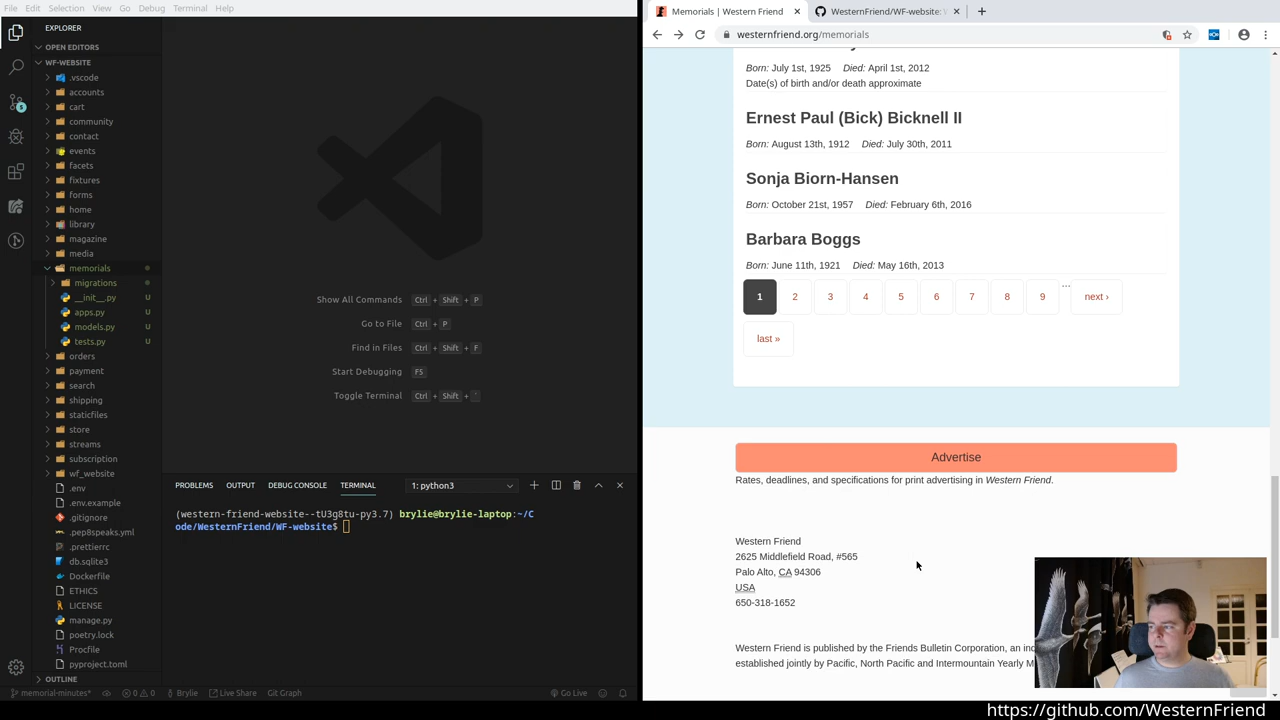 File Edit Selection View Go Debug Terminal Help
EXPLORER
OPEN EDITORS
WF-WEBSITE
.vscode
accounts
cart
community
contact
events
facets
fixtures
forms
home
library
magazine
media
memorials
migrations
__init__.py U
apps.py U
models.py U
tests.py U
orders
payment
search
shipping
staticfiles
store
streams
subscription
wf_website
.env
.env.example
.gitignore
.pep8speaks.yml
.prettierrc
db.sqlite3
Dockerfile
ETHICS
LICENSE
manage.py
poetry.lock
Procfile
pyproject.toml
OUTLINE
Show All Commands Ctrl + Shift + P
Go to File Ctrl + P
Find in Files Ctrl + Shift + F
Start Debugging F5
Toggle Terminal Ctrl + Shift + `
PROBLEMS OUTPUT DEBUG CONSOLE TERMINAL 1: python3
(western-friend-website--tU3g8tu-py3.7) brylie@brylie-laptop:~/C
ode/WesternFriend/WF-website$
memorial-minutes* 0 0 Brylie Live Share Git Graph Go Live
Memorials | Western Friend
WesternFriend/WF-website:
westernfriend.org/memorials
Born: July 1st, 1925 Died: April 1st, 2012
Date(s) of birth and/or death approximate
Ernest Paul (Bick) Bicknell II
Born: August 13th, 1912 Died: July 30th, 2011
Sonja Biorn-Hansen
Born: October 21st, 1957 Died: February 6th, 2016
Barbara Boggs
Born: June 11th, 1921 Died: May 16th, 2013
1 2 3 4 5 6 7 8 9 … next ›
last »
Advertise
Rates, deadlines, and specifications for print advertising in Western Friend.
Western Friend
2625 Middlefield Road, #565
Palo Alto, CA 94306
USA
650-318-1652
Western Friend is published by the Friends Bulletin Corporation, an
established jointly by Pacific, North Pacific and Intermountain Yearly
https://github.com/WesternFriend